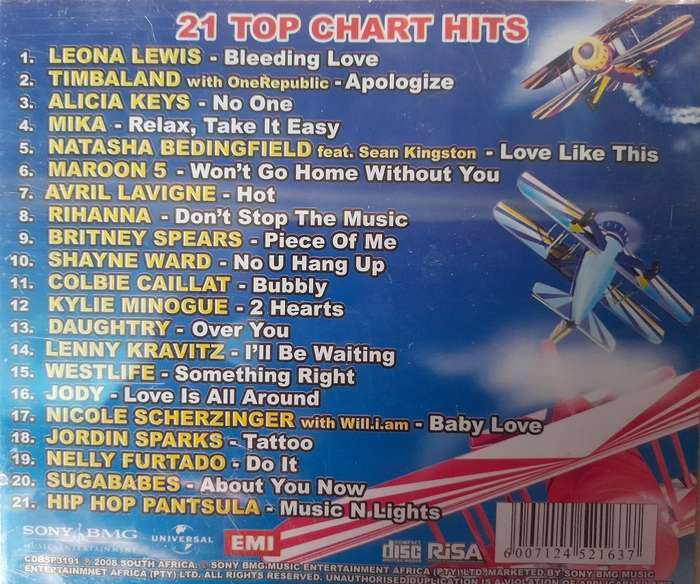 21 TOP CHART HITS
1. LEONA LEWIS - Bleeding Love
2. TIMBALAND with OneRepublic - Apologize
3. ALICIA KEYS - No One
4. MIKA - Relax, Take It Easy
5. NATASHA BEDINGFIELD feat. Sean Kingston - Love Like This
6. MAROON 5 - Won't Go Home Without You
7. AVRIL LAVIGNE - Hot
8. RIHANNA - Don't Stop The Music
9. BRITNEY SPEARS - Piece Of Me
10. SHAYNE WARD - No U Hang Up
11. COLBIE CAILLAT - Bubbly
12 KYLIE MINOGUE - 2 Hearts
13. DAUGHTRY - Over You
14. LENNY KRAVITZ - I'll Be Waiting
15. WESTLIFE - Something Right
16. JODY - Love Is All Around
17. NICOLE SCHERZINGER with Will.i.am - Baby Love
18. JORDIN SPARKS - Tattoo
19. NELLY FURTADO - Do It
20. SUGABABES - About You Now
21. HIP HOP PANTSULA - Music N Lights
SONY BMG
MUSIC ENTERTAINMENT
UNIVERSAL
EMI
COMPACT disc
RiSA
6007124 521637
CDBSP3191 ℗ 2008 SOUTH AFRICA: © SONY BMG MUSIC ENTERTAINMENT AFRICA (PTY) LTD. MARKETED BY SONY BMG MUSIC
ENTERTAINMNET AFRICA (PTY) LTD. ALL RIGHTS RESERVED. UNAUTHORISED DUPLICATION